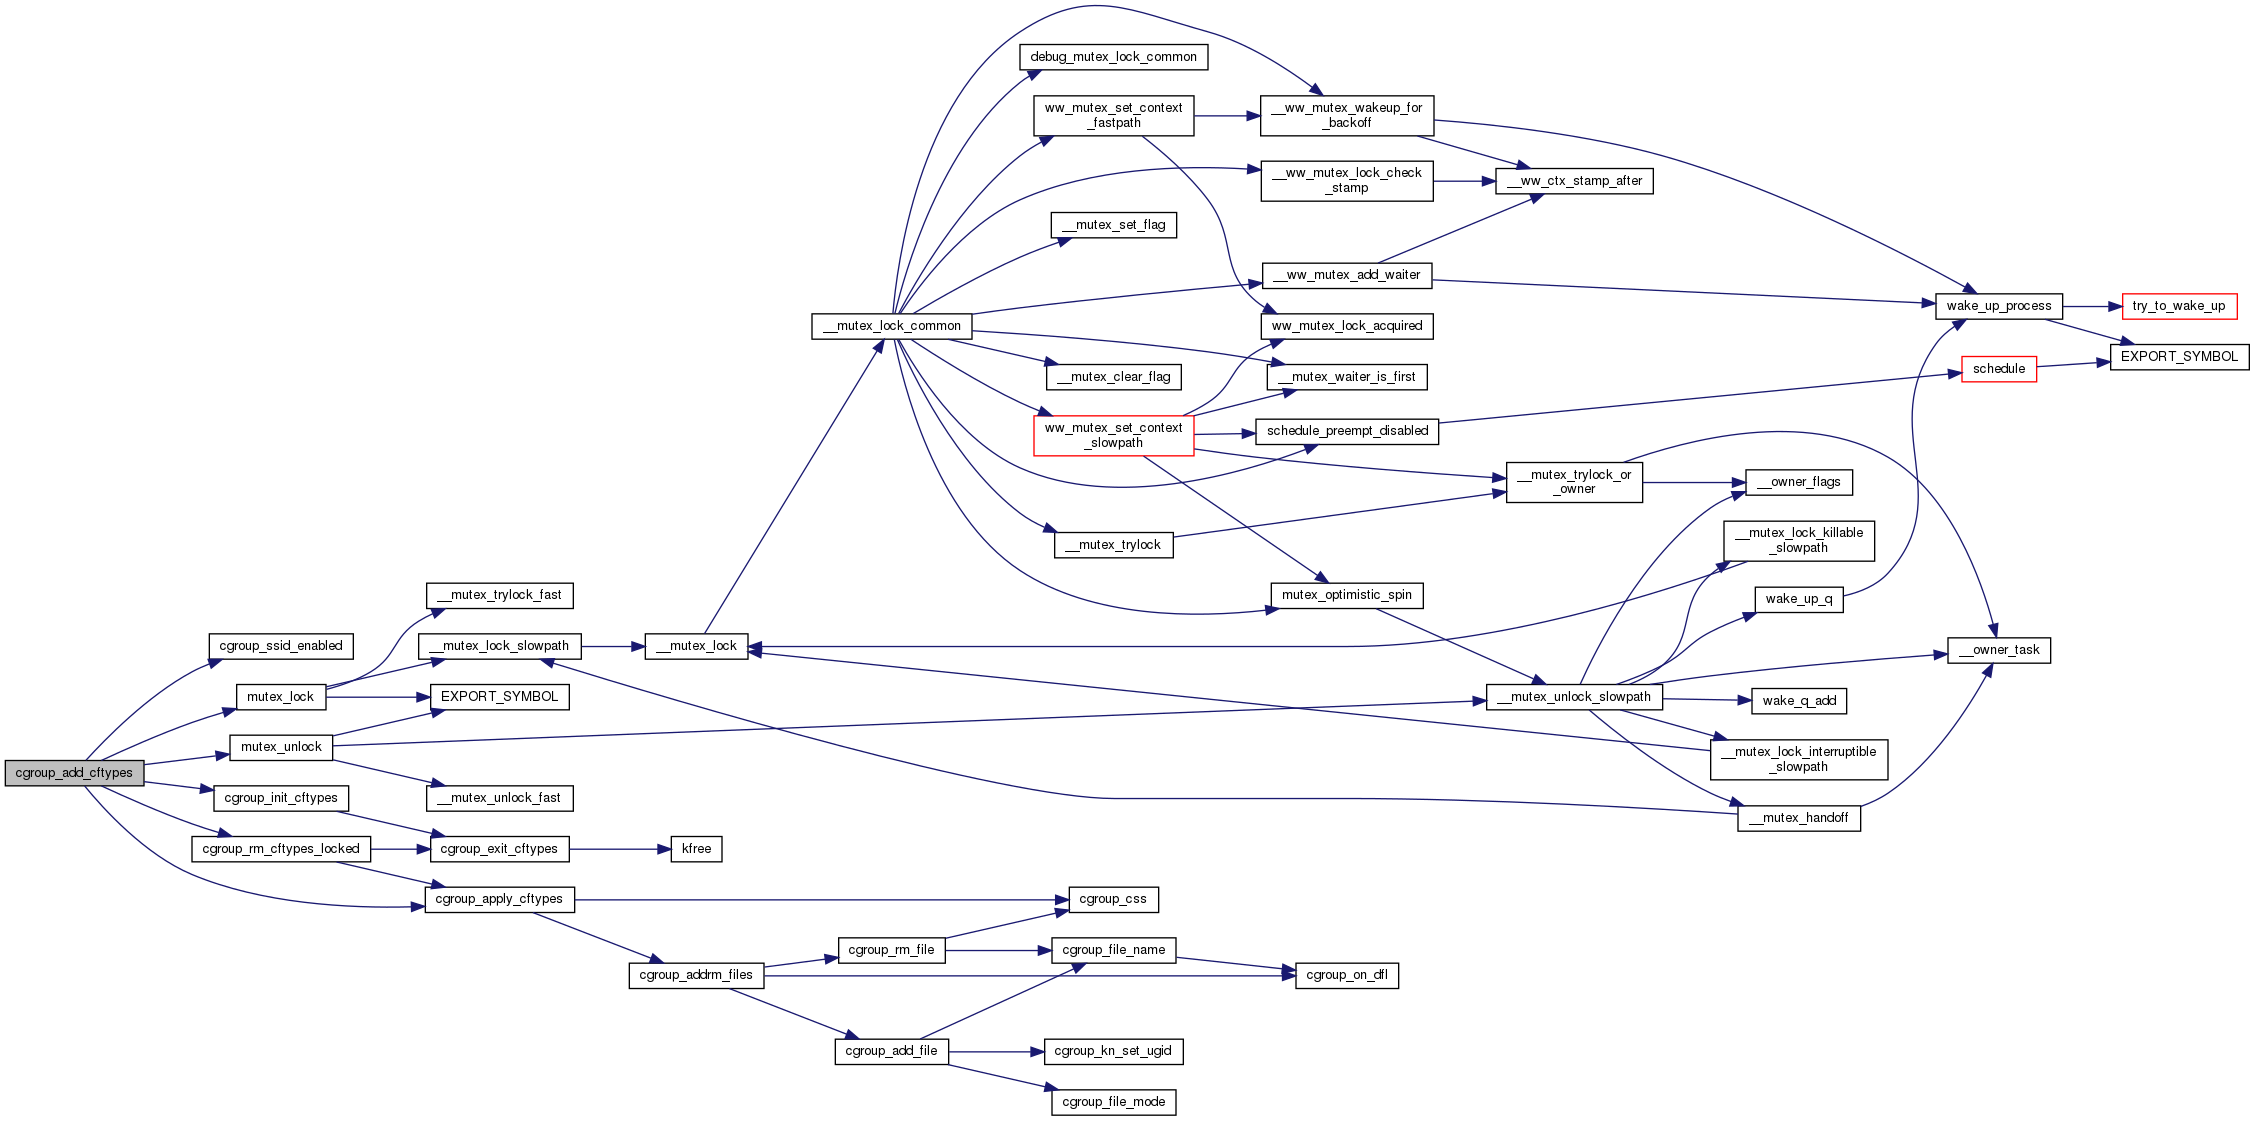 debug_mutex_lock_common
ww_mutex_set_context
_fastpath
__ww_mutex_wakeup_for
_backoff
__ww_mutex_lock_check
_stamp
__ww_ctx_stamp_after
__mutex_set_flag
__ww_mutex_add_waiter
wake_up_process
try_to_wake_up
__mutex_lock_common
ww_mutex_lock_acquired
EXPORT_SYMBOL
schedule
__mutex_clear_flag
__mutex_waiter_is_first
ww_mutex_set_context
_slowpath
schedule_preempt_disabled
__mutex_trylock_or
_owner
__owner_flags
__mutex_trylock
__mutex_lock_killable
_slowpath
__mutex_trylock_fast
mutex_optimistic_spin
wake_up_q
cgroup_ssid_enabled
__mutex_lock_slowpath
__mutex_lock
__owner_task
mutex_lock
EXPORT_SYMBOL
__mutex_unlock_slowpath
wake_q_add
mutex_unlock
__mutex_lock_interruptible
_slowpath
cgroup_add_cftypes
cgroup_init_cftypes
__mutex_unlock_fast
__mutex_handoff
cgroup_rm_cftypes_locked
cgroup_exit_cftypes
kfree
cgroup_apply_cftypes
cgroup_css
cgroup_rm_file
cgroup_file_name
cgroup_addrm_files
cgroup_on_dfl
cgroup_add_file
cgroup_kn_set_ugid
cgroup_file_mode